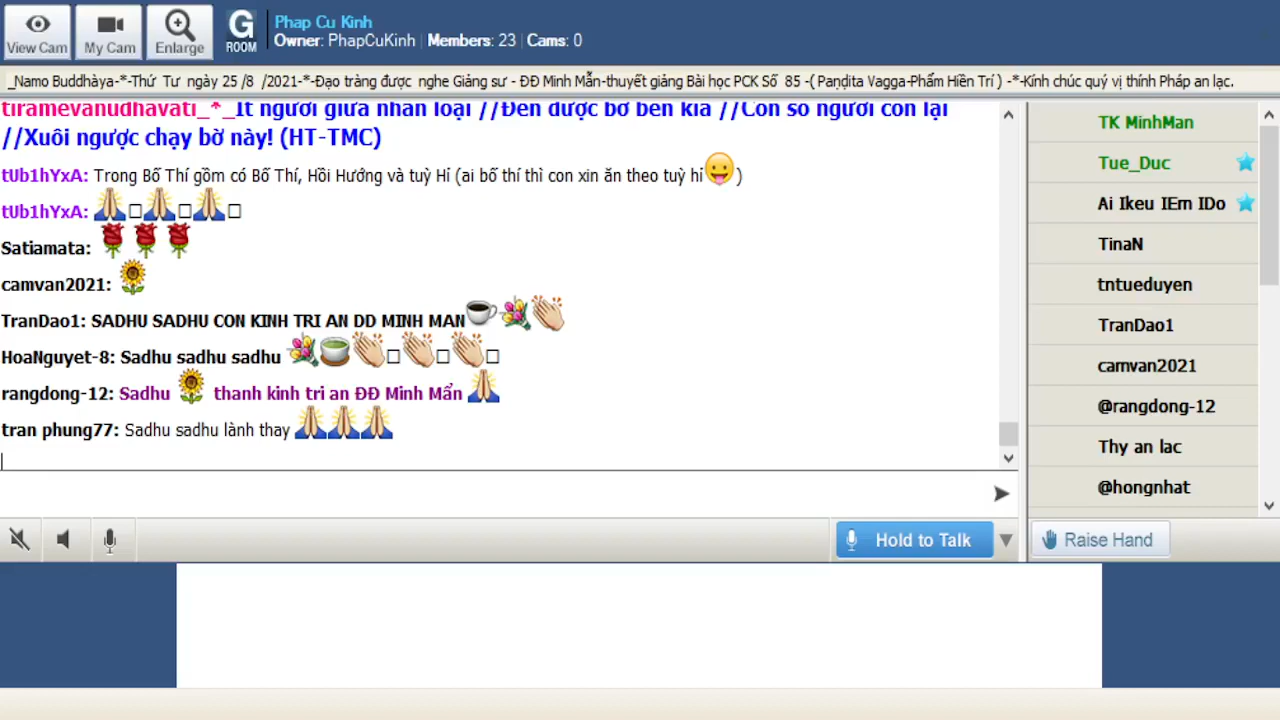 View Cam
My Cam
Enlarge
G
ROOM
Phap Cu Kinh
Owner: PhapCuKinh Members: 23 Cams: 0
_Namo Buddhàya-*-Thứ Tư ngày 25 /8 /2021-*-Đạo tràng được nghe Giảng sư - ĐĐ Minh Mẫn-thuyết giảng Bài học PCK Số 85 -( Paṇḍita Vagga-Phẩm Hiền Trí ) -*-Kính chúc quý vị thính Pháp an lạc.
tiramevānudhāvati_*_Ít người giữa nhân loại //Đến được bờ bên kia //Còn số người còn lại
//Xuôi ngược chạy bờ này! (HT-TMC)
tUb1hYxA: Trong Bố Thí gồm có Bố Thí, Hồi Hướng và tuỳ Hỉ (ai bố thí thì con xin ăn theo tuỳ hỉ😛)
tUb1hYxA: 🙏□🙏□🙏□
Satiamata: 🌹🌹🌹
camvan2021: 🌻
TranDao1: SADHU SADHU CON KINH TRI AN DD MINH MAN☕💐👏
HoaNguyet-8: Sadhu sadhu sadhu 💐🍵👏□👏□👏□
rangdong-12: Sadhu 🌻 thanh kinh tri an ĐĐ Minh Mẩn 🙏
tran phung77: Sadhu sadhu lành thay 🙏🙏🙏
TK MinhMan
Tue_Duc
Ai Ikeu IEm IDo
TinaN
tntueduyen
TranDao1
camvan2021
@rangdong-12
Thy an lac
@hongnhat
Hold to Talk
Raise Hand